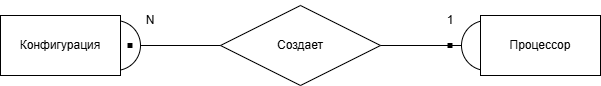 N
1
Конфигурация
Создает
Процессор